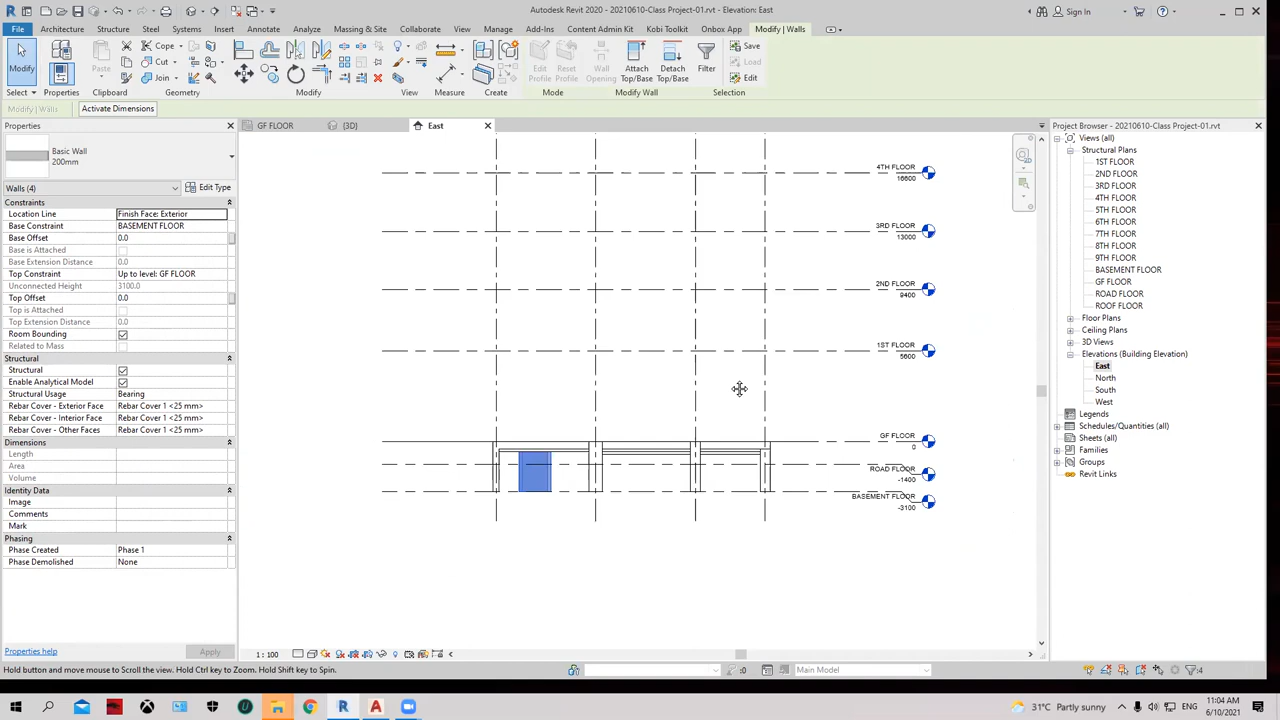 Autodesk Revit 2020 - 20210610-Class Project-01.rvt - Elevation: East
Sign In
File Architecture Structure Steel Systems Insert Annotate Analyze Massing & Site Collaborate View Manage Add-Ins Content Admin Kit Kobi Toolkit Onbox App Modify | Walls
Modify Paste Cope Cut Join Edit Profile Reset Profile Wall Opening Attach Top/Base Detach Top/Base Filter Save Load Edit
Select Properties Clipboard Geometry Modify View Measure Create Mode Modify Wall Selection
Modify | Walls Activate Dimensions
Properties
Basic Wall
200mm
Walls (4) Edit Type
Constraints
Location Line Finish Face: Exterior
Base Constraint BASEMENT FLOOR
Base Offset 0.0
Base is Attached
Base Extension Distance 0.0
Top Constraint Up to level: GF FLOOR
Unconnected Height 3100.0
Top Offset 0.0
Top is Attached
Top Extension Distance 0.0
Room Bounding
Related to Mass
Structural
Structural
Enable Analytical Model
Structural Usage Bearing
Rebar Cover - Exterior Face Rebar Cover 1 <25 mm>
Rebar Cover - Interior Face Rebar Cover 1 <25 mm>
Rebar Cover - Other Faces Rebar Cover 1 <25 mm>
Dimensions
Length
Area
Volume
Identity Data
Image
Comments
Mark
Phasing
Phase Created Phase 1
Phase Demolished None
Properties help Apply
GF FLOOR {3D} East
4TH FLOOR
16600
3RD FLOOR
13000
2ND FLOOR
9400
1ST FLOOR
5600
GF FLOOR
0
ROAD FLOOR
-1400
BASEMENT FLOOR
-3100
1 : 100
Project Browser - 20210610-Class Project-01.rvt
Views (all)
Structural Plans
1ST FLOOR
2ND FLOOR
3RD FLOOR
4TH FLOOR
5TH FLOOR
6TH FLOOR
7TH FLOOR
8TH FLOOR
9TH FLOOR
BASEMENT FLOOR
GF FLOOR
ROAD FLOOR
ROOF FLOOR
Floor Plans
Ceiling Plans
3D Views
Elevations (Building Elevation)
East
North
South
West
Legends
Schedules/Quantities (all)
Sheets (all)
Families
Groups
Revit Links
Hold button and move mouse to Scroll the view. Hold Ctrl key to Zoom. Hold Shift key to Spin. :0 Main Model :4
31°C Partly sunny ENG 11:04 AM
6/10/2021